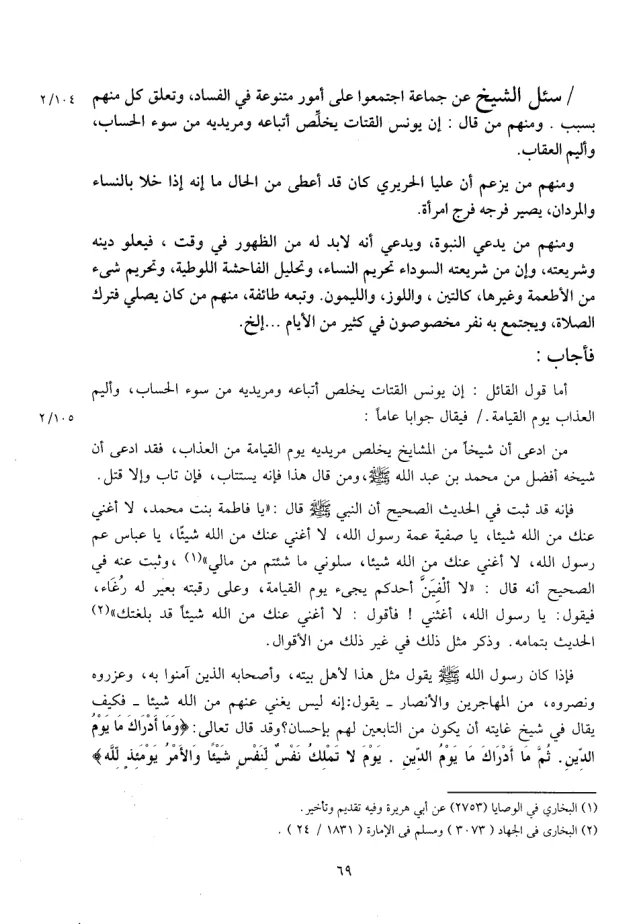 / سئل الشيخ عن جماعة اجتمعوا على أمور متنوعة في الفساد، وتعلق كل منهم ٢/١٠٤
بسبب . ومنهم من قال : إن يونس القتات يخلِّص أتباعه ومريديه من سوء الحساب،
وأليم العقاب.
ومنهم من يزعم أن عليا الحريري كان قد أعطى من الحال ما إنه إذا خلا بالنساء
والمردان، يصير فرجه فرج امرأة.
ومنهم من يدعي النبوة، ويدعي أنه لابد له من الظهور في وقت ، فيعلو دينه
وشريعته، وإن من شريعته السوداء تحريم النساء، وتحليل الفاحشة اللوطية، وتحريم شىء
من الأطعمة وغيرها، كالتين ، واللوز، والليمون. وتبعه طائفة، منهم من كان يصلي فترك
الصلاة، ويجتمع به نفر مخصوصون في كثير من الأيام ...إلخ.
فأجاب :
أما قول القائل : إن يونس القتات يخلص أتباعه ومريديه من سوء الحساب، وأليم
العذاب يوم القيامة./ فيقال جوابا عاماً : ٢/١٠٥
من ادعى أن شيخاً من المشايخ يخلص مريديه يوم القيامة من العذاب، فقد ادعى أن
شيخه أفضل من محمد بن عبد الله ﷺ،ومن قال هذا فإنه يستتاب، فإن تاب وإلا قتل.
فإنه قد ثبت في الحديث الصحيح أن النبي ﷺ قال :«يا فاطمة بنت محمد، لا أغني
عنك من الله شيئا، يا صفية عمة رسول الله، لا أغني عنك من الله شيئًا، يا عباس عم
رسول الله، لا أغني عنك من الله شيئا، سلوني ما شئتم من مالي»(١) ،وثبت عنه في
الصحيح أنه قال : «لا أُلْفِيَنَّ أحدكم يجىء يوم القيامة، وعلى رقبته بعير له رُغَاء،
فيقول: يا رسول الله، أغثني ! فأقول : لا أغني عنك من الله شيئاً قد بلغتك»(٢)
الحديث بتمامه. وذكر مثل ذلك في غير ذلك من الأقوال.
فإذا كان رسول الله ﷺ يقول مثل هذا لأهل بيته، وأصحابه الذين آمنوا به، وعزروه
ونصروه، من المهاجرين والأنصار ـ يقول:إنه ليس يغني عنهم من الله شيئا ـ فكيف
يقال في شيخ غايته أن يكون من التابعين لهم بإحسان؟وقد قال تعالى: ﴿وَمَا أَدْرَاكَ مَا يَوْمُ
الدِّينِ. ثُمَّ مَا أَدْرَاكَ مَا يَوْمُ الدِّينِ . يَوْمَ لا تَمْلِكُ نَفْسٌ لِّنَفْسٍ شَيْئًا وَالأَمْرُ يَوْمَئِذٍ لِلَّه﴾
(١) البخاري في الوصايا (٢٧٥٣) عن أبي هريرة وفيه تقديم وتأخير.
(٢) البخارى فى الجهاد ( ٣٠٧٣ ) ومسلم فى الإمارة ( ١٨٣١ / ٢٤ ) .
٦٩